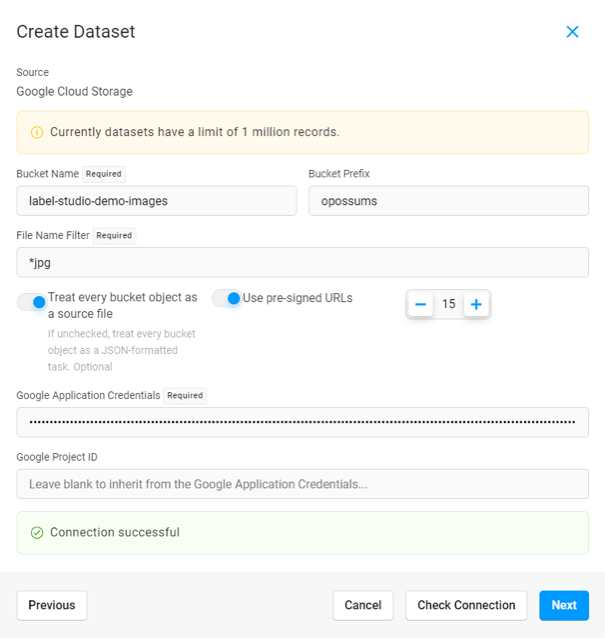 Create Dataset
Source
Google Cloud Storage
Currently datasets have a limit of 1 million records.
Bucket Name Required
Bucket Prefix
label-studio-demo-images
opossums
File Name Filter Required
*jpg
Treat every bucket object as
a source file
If unchecked, treat every bucket
object as a JSON-formatted
task. Optional
Use pre-signed URLs
15
Google Application Credentials Required
Google Project ID
Leave blank to inherit from the Google Application Credentials...
Connection successful
Previous
Cancel
Check Connection
Next